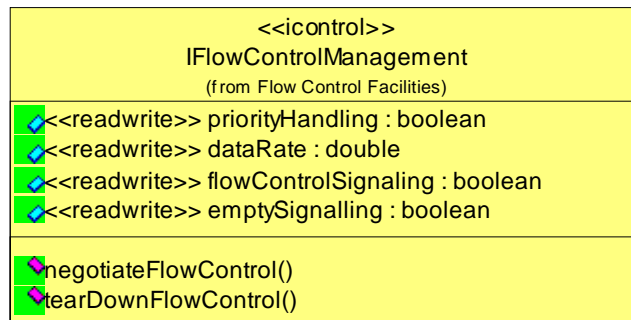 <<icontrol>>
IFlowControlManagement
(from Flow Control Facilities)
<<readwrite>> priorityHandling : boolean
<<readwrite>> dataRate : double
<<readwrite>> flowControlSignaling : boolean
<<readwrite>> emptySignalling : boolean
negotiateFlowControl()
tearDownFlowControl()